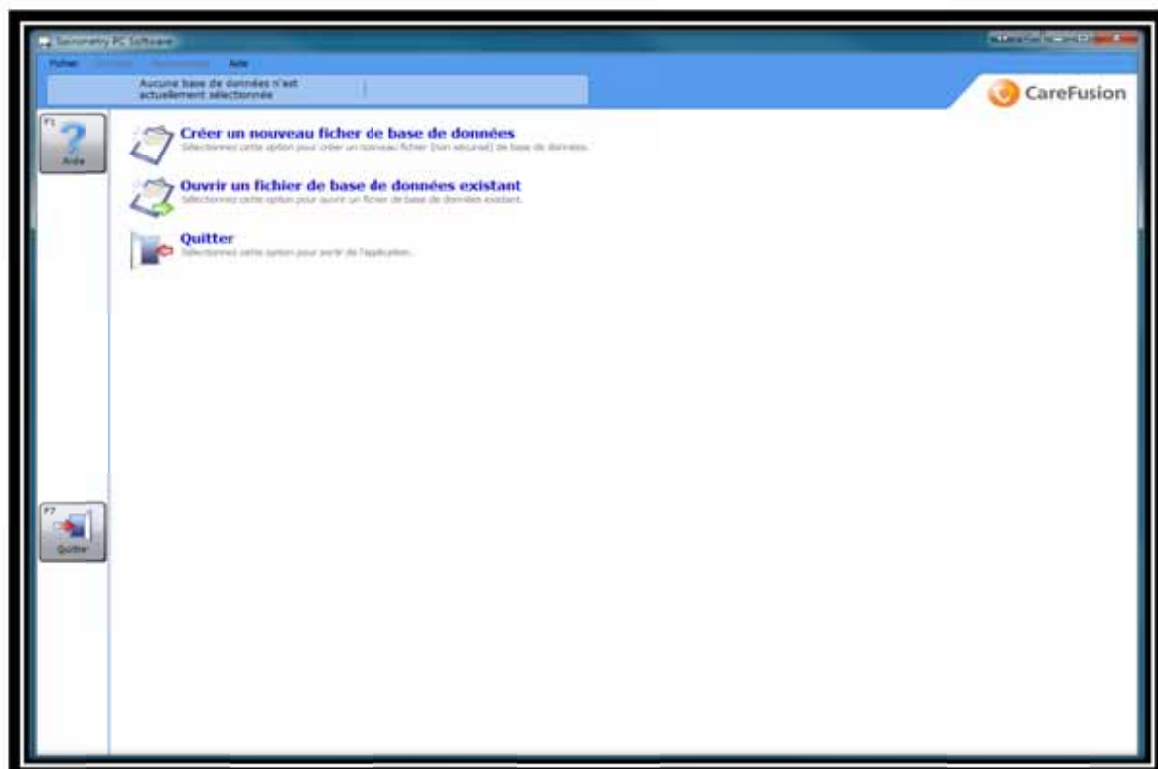 Spirometry PC Software
Fichier Aide
Aucune base de données n'est
actuellement sélectionnée
CareFusion
F1
Aide
Créer un nouveau ficher de base de données
Sélectionnez cette option pour créer un nouveau fichier (non sécurisé) de base de données.
Ouvrir un fichier de base de données existant
Sélectionnez cette option pour ouvrir un fichier de base de données existant.
Quitter
Sélectionnez cette option pour sortir de l'application.
F7
Quitter